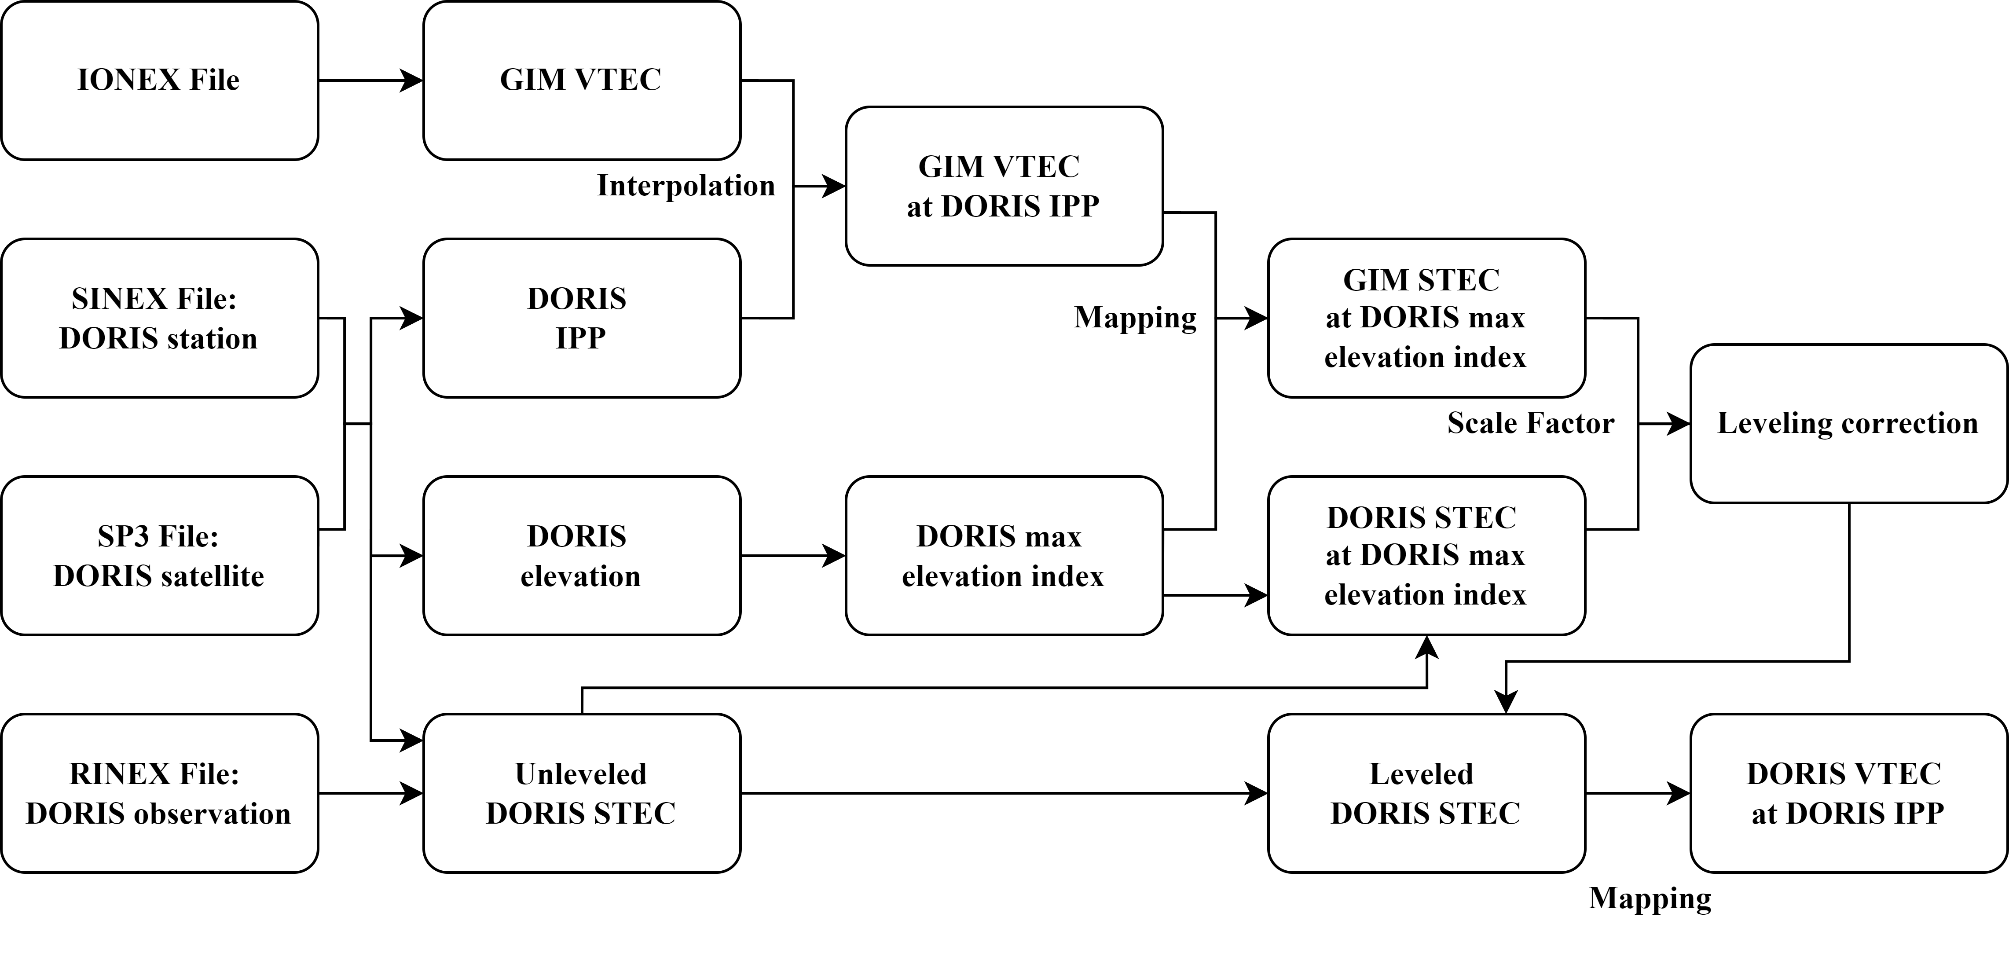 IONEX File
GIM VTEC
Interpolation
GIM VTEC
at DORIS IPP
SINEX File:
DORIS station
DORIS
IPP
Mapping
GIM STEC
at DORIS max
elevation index
Scale Factor
Leveling correction
SP3 File:
DORIS satellite
DORIS
elevation
DORIS max
elevation index
DORIS STEC
at DORIS max
elevation index
RINEX File:
DORIS observation
Unleveled
DORIS STEC
Leveled
DORIS STEC
DORIS VTEC
at DORIS IPP
Mapping